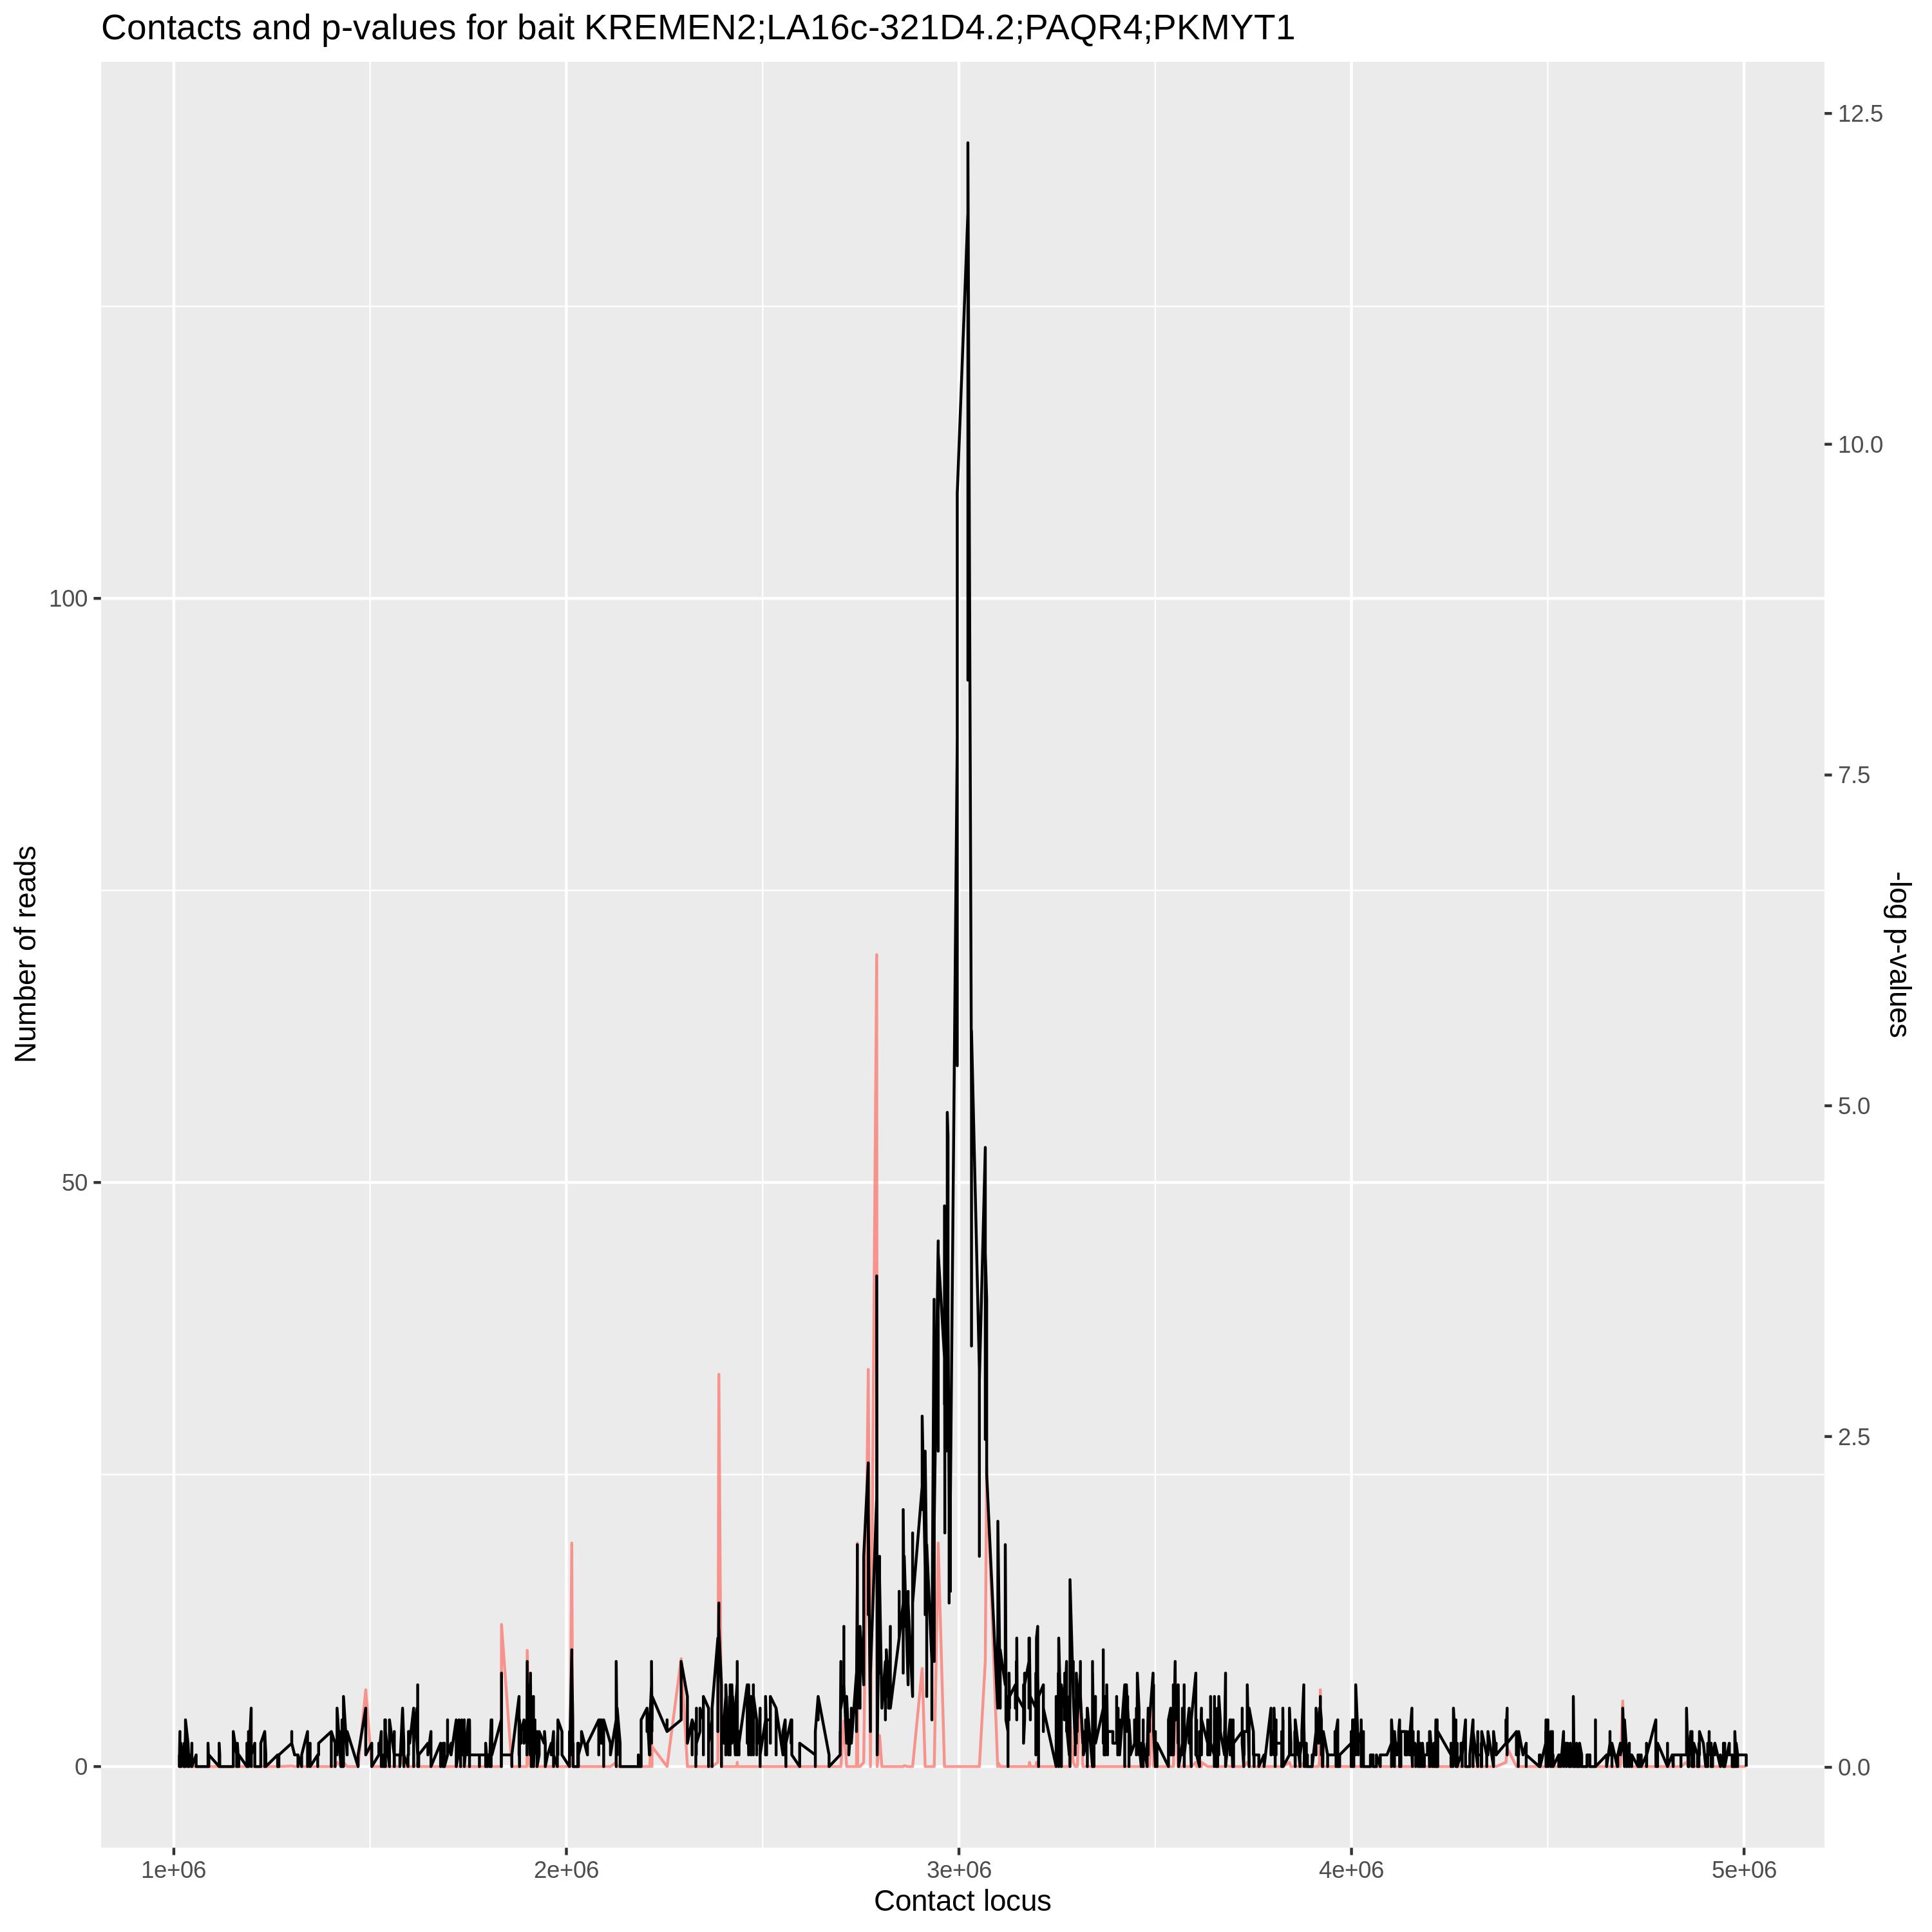 Contacts and p-values for bait KREMEN2;LA16c-321D4.2;PAQR4;PKMYT1
Number of reads
100
50
0
12.5
10.0
7.5
5.0
2.5
0.0
-log p-values
1e+06 2e+06 3e+06 4e+06 5e+06
Contact locus